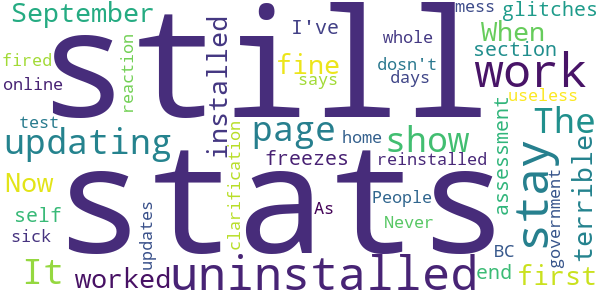 September
still
mess
glitches
I've
whole
When
section
fired
online
reaction
installed
fine
says
dosn't
days
work
useless
test
updating
page
home
show
The
freezes
reinstalled
assessment
stay
terrible
government
Now
self
sick
updates
clarification
stats
As
People
Never
BC
It
worked
uninstalled
end
first